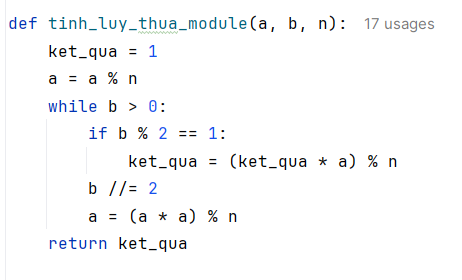 def tinh_luy_thua_module(a, b, n):  17 usages
    ket_qua = 1
    a = a % n
    while b > 0:
        if b % 2 == 1:
            ket_qua = (ket_qua * a) % n
        b //= 2
        a = (a * a) % n
    return ket_qua